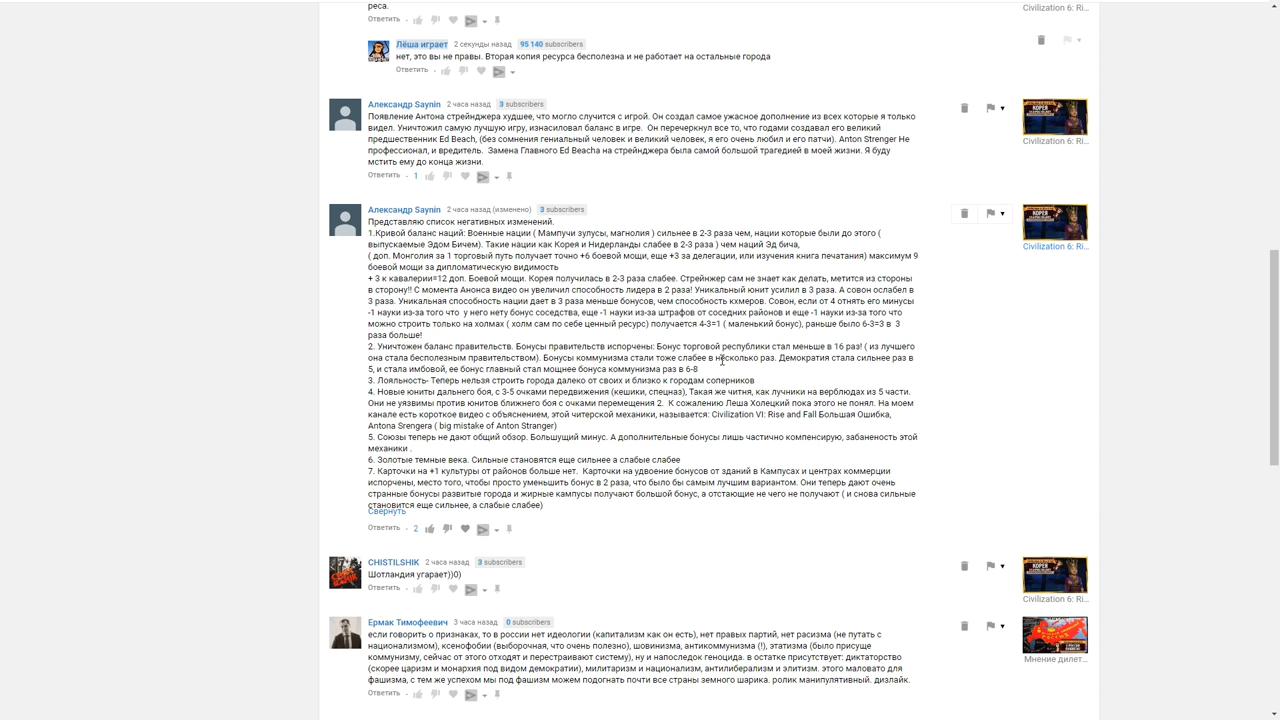 реса.
Ответить
Civilization 6: Ri...
Лёша играет 2 секунды назад 95 140 subscribers
нет, это вы не правы. Вторая копия ресурса бесполезна и не работает на остальные города
Ответить
Александр Saynin 2 часа назад 3 subscribers
Появление Антона стрейнджера худшее, что могло случится с игрой. Он создал самое ужасное дополнение из всех которые я только
видел. Уничтожил самую лучшую игру, изнасиловал баланс в игре. Он перечеркнул все то, что годами создавал его великий
предшественник Ed Beach, (без сомнения гениальный человек и великий человек, я его очень любил и его патчи). Anton Strenger Не
профессионал, и вредитель. Замена Главного Ed Beacha на стрейнджера была самой большой трагедией в моей жизни. Я буду
мстить ему до конца жизни.
Ответить 1
КОРЕЯ
Civilization 6: Ri...
Александр Saynin 2 часа назад (изменено) 3 subscribers
Представляю список негативных изменений.
1.Кривой баланс наций: Военные нации ( Мампучи зулусы, магнолия ) сильнее в 2-3 раза чем, нации которые были до этого (
выпускаемые Эдом Бичем). Такие нации как Корея и Нидерланды слабее в 2-3 раза ) чем наций Эд бича,
( доп. Монголия за 1 торговый путь получает точно +6 боевой мощи, еще +3 за делегации, или изучения книга печатания) максимум 9
боевой мощи за дипломатическую видимость
+ 3 к кавалерии=12 доп. Боевой мощи. Корея получилась в 2-3 раза слабее. Стрейнжер сам не знает как делать, метится из стороны
в сторону!! С момента Анонса видео он увеличил способность лидера в 2 раза! Уникальный юнит усилил в 3 раза. А совон ослабел в
3 раза. Уникальная способность нации дает в 3 раза меньше бонусов, чем способность кхмеров. Совон, если от 4 отнять его минусы
-1 науки из-за того что у него нету бонус соседства, еще -1 науки из-за штрафов от соседних районов и еще -1 науки из-за того что
можно строить только на холмах ( холм сам по себе ценный ресурс) получается 4-3=1 ( маленький бонус), раньше было 6-3=3 в 3
раза больше!
2. Уничтожен баланс правительств. Бонусы правительств испорчены: Бонус торговой республики стал меньше в 16 раз! ( из лучшего
она стала бесполезным правительством). Бонусы коммунизма стали тоже слабее в несколько раз. Демократия стала сильнее раз в
5, и стала имбовой, ее бонус главный стал мощнее бонуса коммунизма раз в 6-8
3. Лояльность- Теперь нельзя строить города далеко от своих и близко к городам соперников
4. Новые юниты дальнего боя, с 3-5 очками передвижения (кешики, спецназ), Такая же читня, как лучники на верблюдах из 5 части.
Они не уязвимы против юнитов ближнего боя с очками перемещения 2. К сожалению Леша Холецкий пока этого не понял. На моем
канале есть короткое видео с объяснением, этой читерской механики, называется: Civilization VI: Rise and Fall Большая Ошибка,
Antona Srengera ( big mistake of Anton Stranger)
5. Союзы теперь не дают общий обзор. Большущий минус. А дополнительные бонусы лишь частично компенсирую, забаненость этой
механики .
6. Золотые темные века. Сильные становятся еще сильнее а слабые слабее
7. Карточки на +1 культуры от районов больше нет. Карточки на удвоение бонусов от зданий в Кампусах и центрах коммерции
испорчены, место того, чтобы просто уменьшить бонус в 2 раза, что было бы самым лучшим вариантом. Они теперь дают очень
странные бонусы развитые города и жирные кампусы получают большой бонус, а отстающие не чего не получают ( и снова сильные
становится еще сильнее, а слабые слабее)
Свернуть
Ответить 2
КОРЕЯ
Civilization 6: Ri...
CHISTILSHIK 2 часа назад 3 subscribers
Шотландия угарает))0)
Ответить
КОРЕЯ
Civilization 6: Ri...
Ермак Тимофеевич 3 часа назад 0 subscribers
если говорить о признаках, то в россии нет идеологии (капитализм как он есть), нет правых партий, нет расизма (не путать с
национализмом), ксенофобии (выборочная, что очень полезно), шовинизма, антикоммунизма (!), этатизма (было присуще
коммунизму, сейчас от этого отходят и перестраивают систему), ну и напоследок геноцида. в остатке присутствует: диктаторство
(скорее царизм и монархия под видом демократии), милитаризм и национализм, антилиберализм и элитизм. этого маловато для
фашизма, с тем же успехом мы под фашизм можем подогнать почти все страны земного шарика. ролик манипулятивный. дизлайк.
Ответить
РОССИЯ
Мнение дилет...